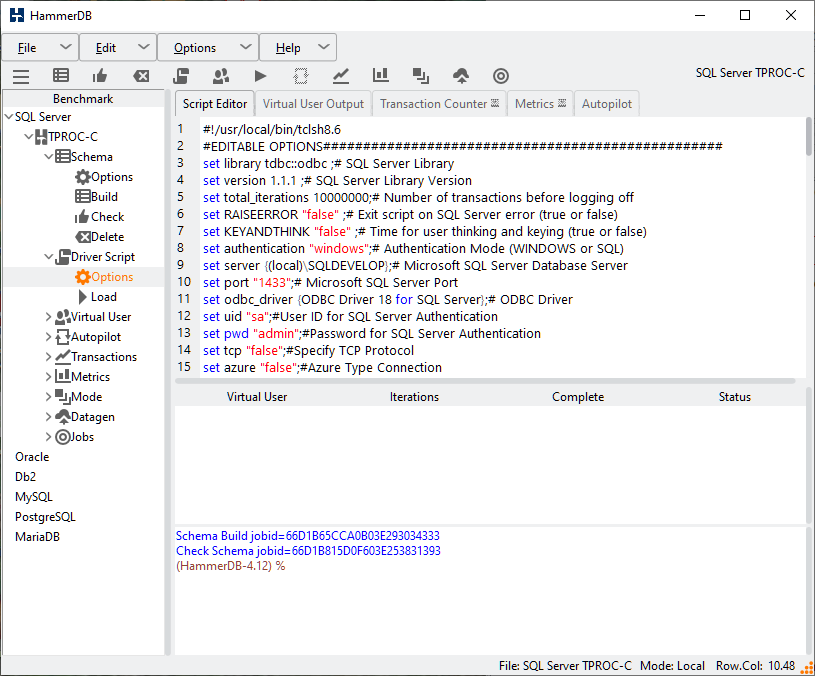 HammerDB
File Edit Options Help
SQL Server TPROC-C
Benchmark
SQL Server
TPROC-C
Schema
Options
Build
Check
Delete
Driver Script
Options
Load
Virtual User
Autopilot
Transactions
Metrics
Mode
Datagen
Jobs
Oracle
Db2
MySQL
PostgreSQL
MariaDB
Script Editor Virtual User Output Transaction Counter Metrics Autopilot
1 #!/usr/local/bin/tclsh8.6
2 #EDITABLE OPTIONS##################################################
3 set library tdbc::odbc ;# SQL Server Library
4 set version 1.1.1 ;# SQL Server Library Version
5 set total_iterations 10000000;# Number of transactions before logging off
6 set RAISEERROR "false" ;# Exit script on SQL Server error (true or false)
7 set KEYANDTHINK "false" ;# Time for user thinking and keying (true or false)
8 set authentication "windows";# Authentication Mode (WINDOWS or SQL)
9 set server {(local)\SQLDEVELOP};# Microsoft SQL Server Database Server
10 set port "1433";# Microsoft SQL Server Port
11 set odbc_driver {ODBC Driver 18 for SQL Server};# ODBC Driver
12 set uid "sa";#User ID for SQL Server Authentication
13 set pwd "admin";#Password for SQL Server Authentication
14 set tcp "false";#Specify TCP Protocol
15 set azure "false";#Azure Type Connection
Virtual User Iterations Complete Status
Schema Build jobid=66D1B65CCA0B03E293034333
Check Schema jobid=66D1B815D0F603E253831393
(HammerDB-4.12) %
File: SQL Server TPROC-C Mode: Local Row.Col: 10.48